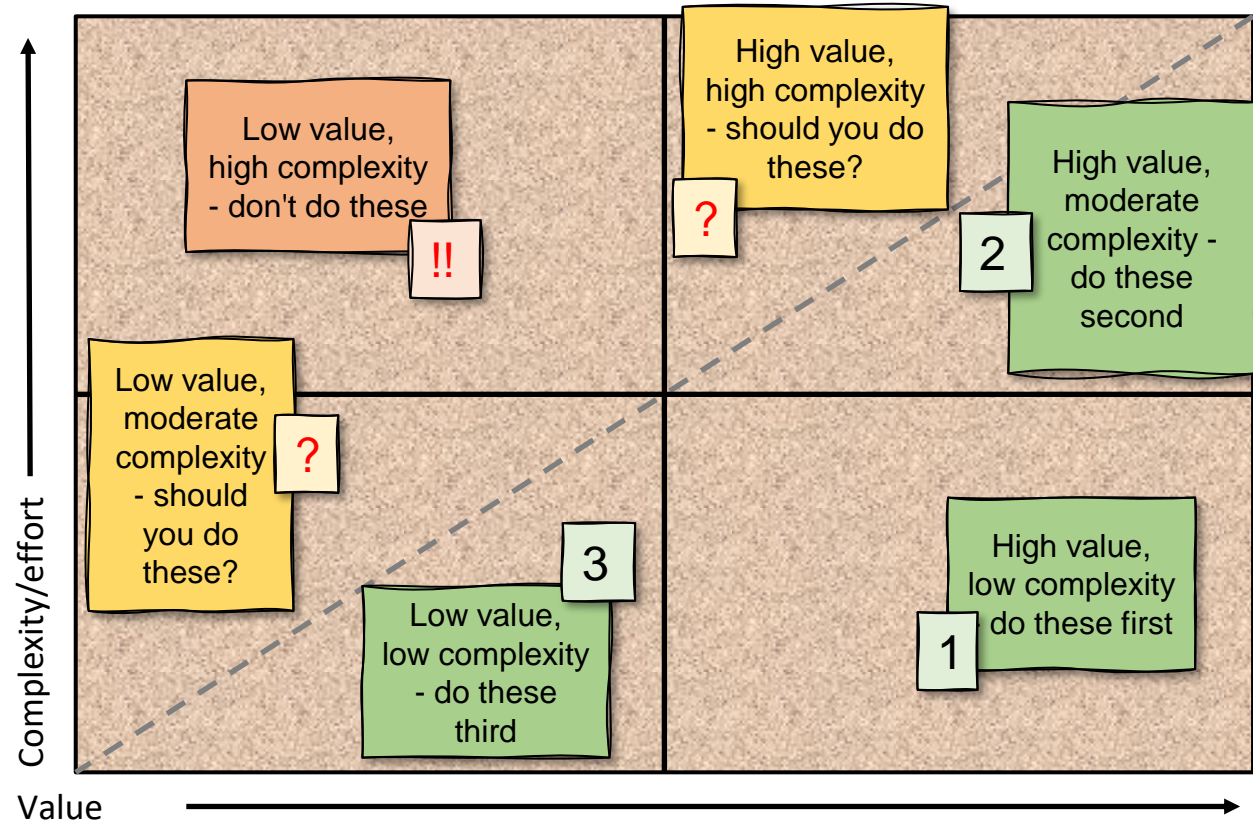 Low value,
high complexity
- don't do these
!!
High value,
high complexity
- should you do
these?
?
High value,
moderate
complexity -
do these
second
2
Low value,
moderate
complexity
- should
you do
these?
?
3
Low value,
low complexity
- do these
third
High value,
low complexity
do these first
1
Complexity/effort
Value